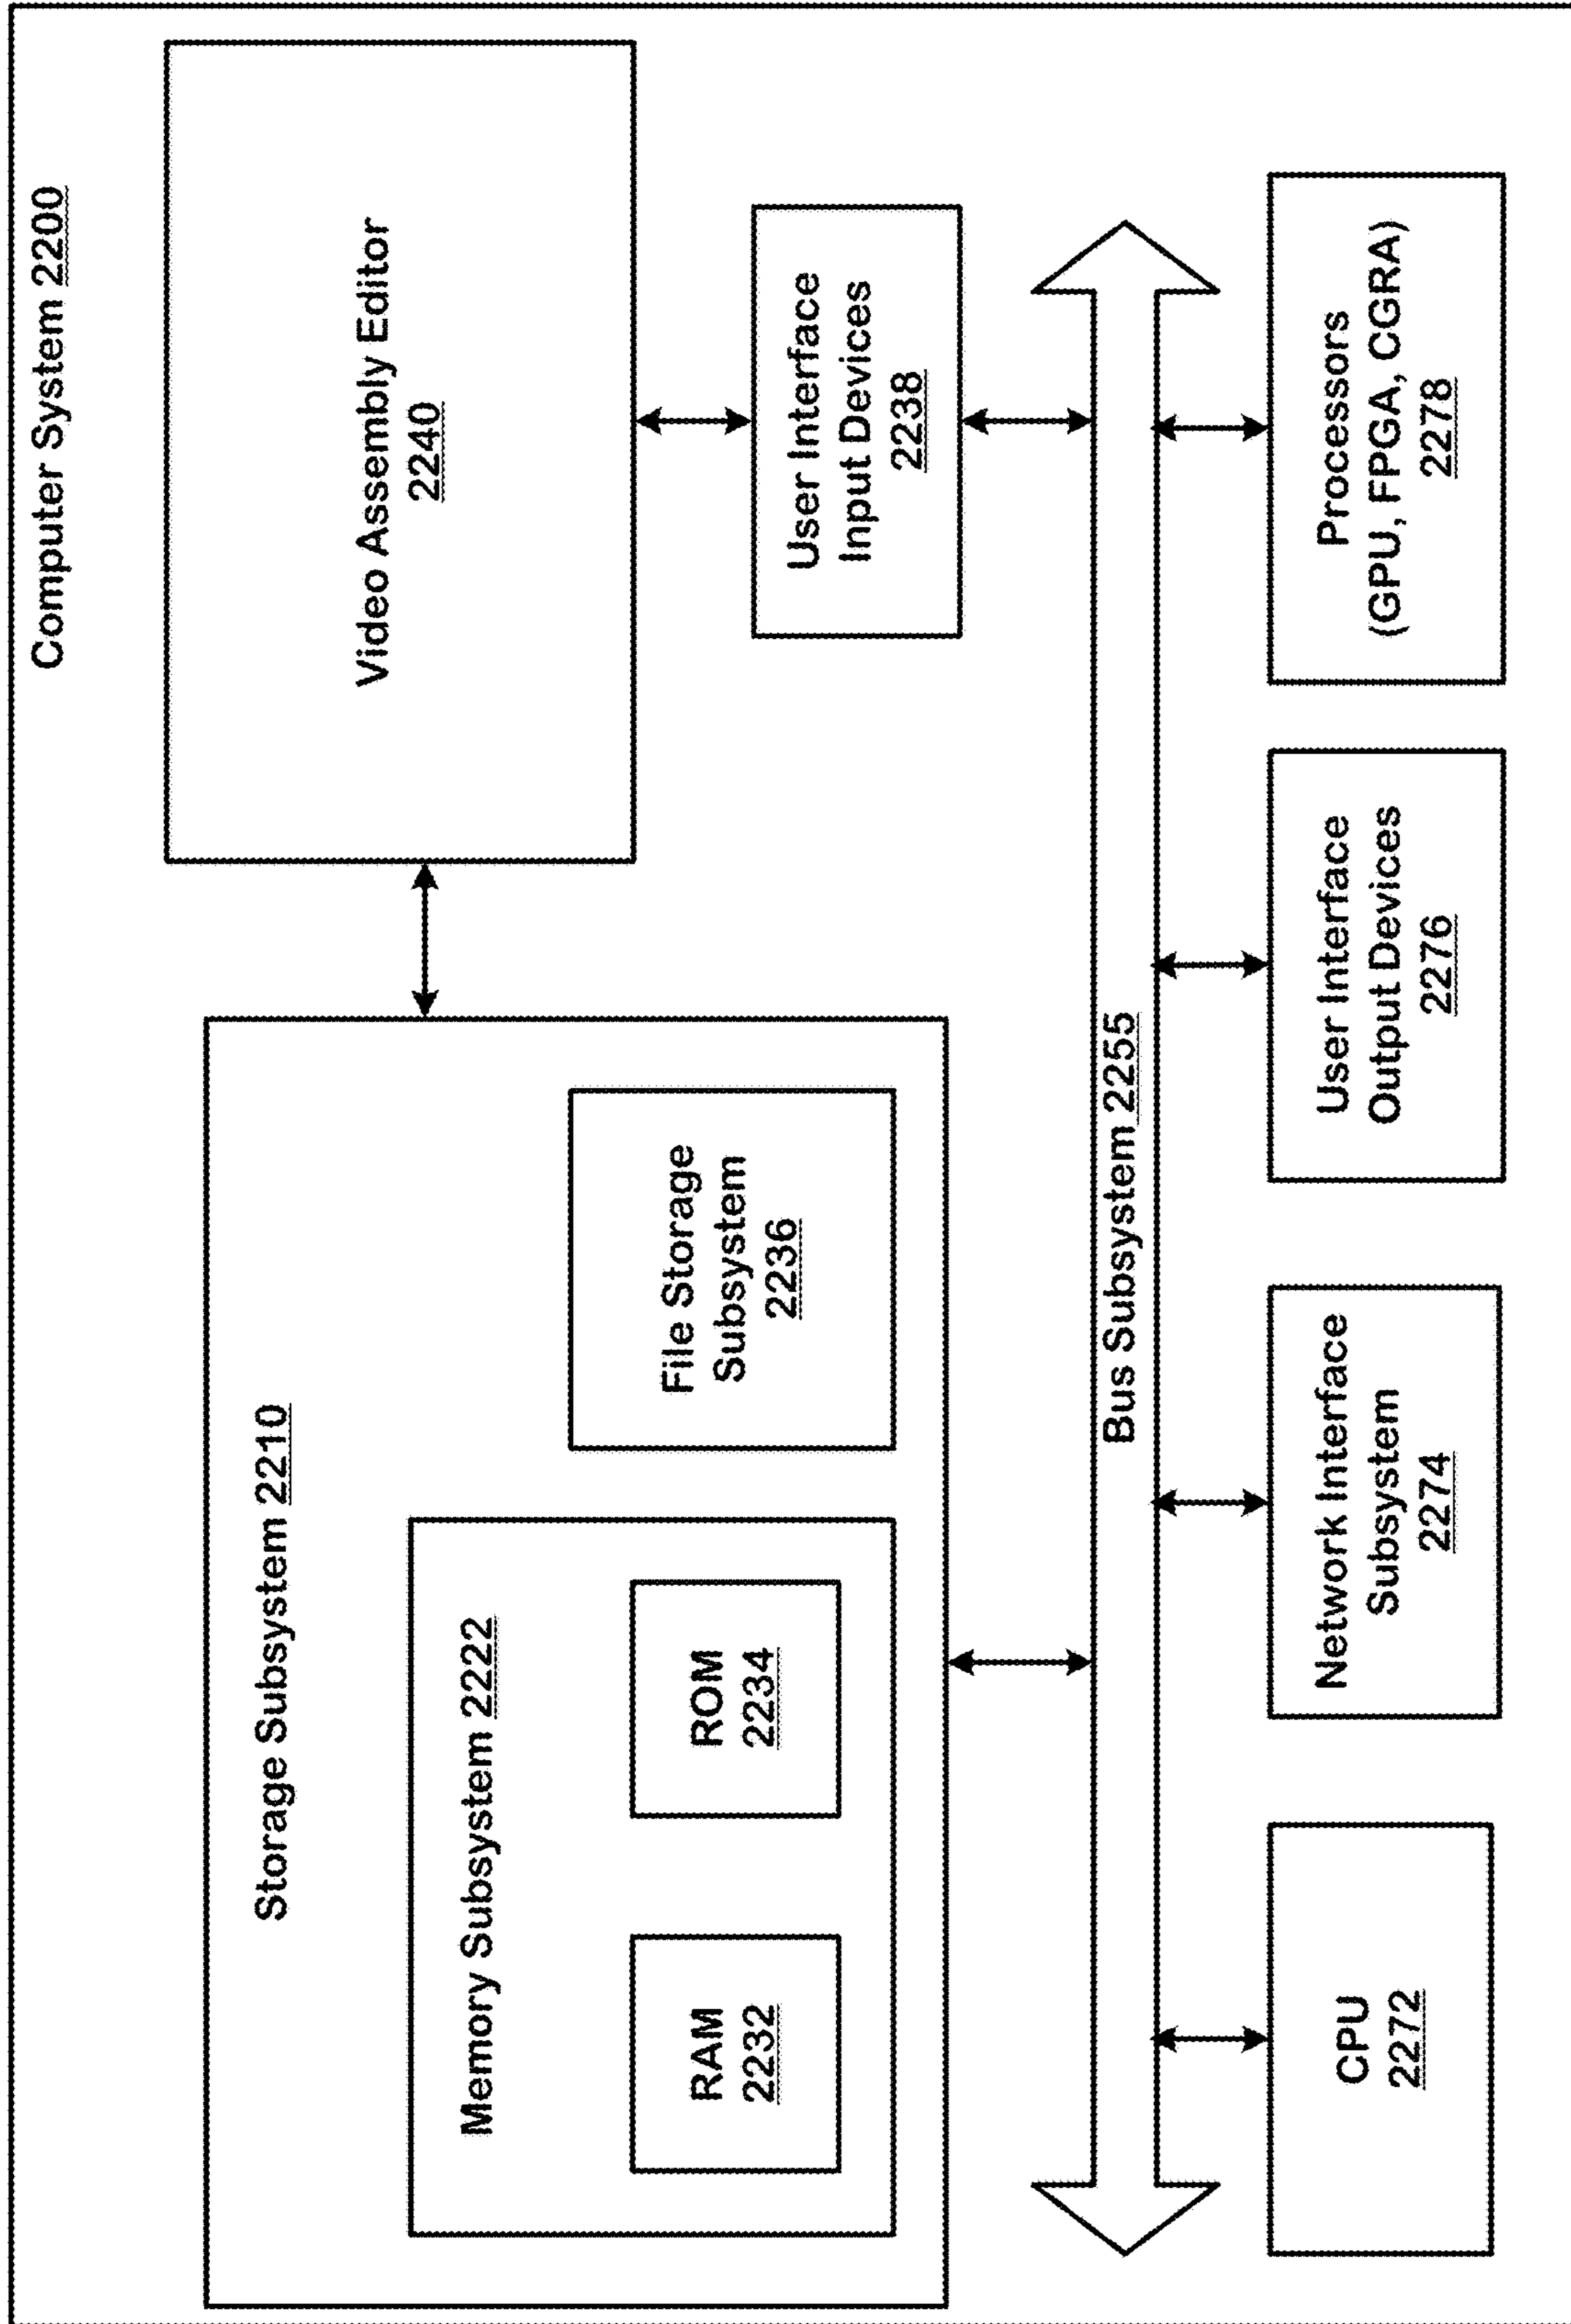 Computer System 2200
Storage Subsystem 2210
Memory Subsystem 2222
RAM
2232
ROM
2234
File Storage
Subsystem
2236
Video Assembly Editor
2240
User Interface
Input Devices
2238
Bus Subsystem 2255
CPU
2272
Network Interface
Subsystem
2274
User Interface
Output Devices
2276
Processors
(GPU, FPGA, CGRA)
2278